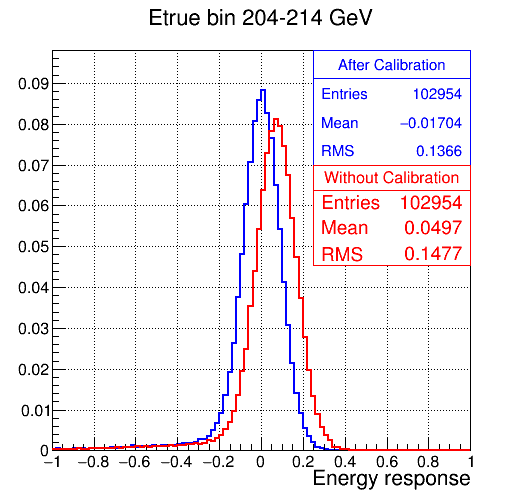 Etrue bin 204-214 GeV
After Calibration
Entries 102954
Mean −0.01704
RMS 0.1366
Without Calibration
Entries 102954
Mean 0.0497
RMS 0.1477
0.09
0.08
0.07
0.06
0.05
0.04
0.03
0.02
0.01
0
−1 −0.8 −0.6 −0.4 −0.2 0 0.2 0.4 0.6 0.8 1
Energy response